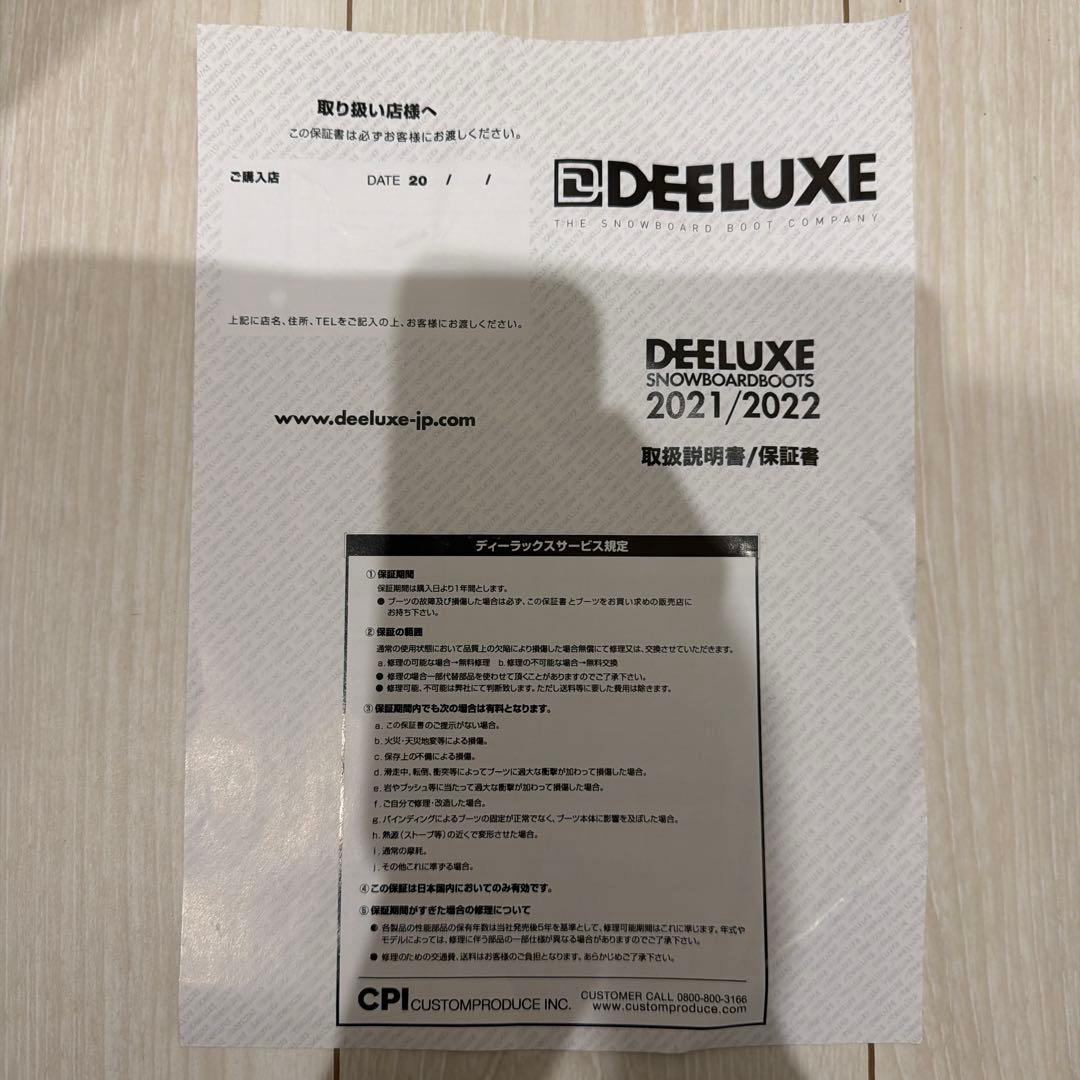 取り扱い店様へ
この保証書は必ずお客様にお渡しください。
ご購入店
DATE 20 / /
上記に店名、住所、TELをご記入の上、お客様にお渡しください。
www.deeluxe-jp.com
DEELUXE
THE SNOWBOARD BOOT COMPANY
DEELUXE
SNOWBOARDBOOTS
2021/2022
取扱説明書/保証書
ディーラックスサービス規定
①保証期間
保証期間は購入日より1年間とします。
● ブーツの故障及び損傷した場合は必ず、この保証書とブーツをお買い求めの販売店に
お持ち下さい。
②保証の範囲
通常の使用状態において品質上の欠陥により損傷した場合無償にて修理又は、交換させていただきます。
a.修理の可能な場合→無料修理 b.修理の不可能な場合→無料交換
● 修理の場合一部代替部品を使わせて頂くことがありますのでご了承下さい。
● 修理可能、不可能は弊社にて判断致します。ただし送料等に要した費用は除きます。
③保証期間内でも次の場合は有料となります。
a.この保証書のご提示がない場合。
b.火災・天災地変等による損傷。
c.保存上の不備による損傷。
d.滑走中、転倒、衝突等によってブーツに過大な衝撃が加わって損傷した場合。
e.岩やブッシュ等に当たって過大な衝撃が加わって損傷した場合。
f.ご自分で修理・改造した場合。
g.バインディングによるブーツの固定が正常でなく、ブーツ本体に影響を及ぼした場合。
h.熱源(ストーブ等)の近くで変形させた場合。
i.通常の摩耗。
j.その他これに準ずる場合。
④この保証は日本国内においてのみ有効です。
⑤保証期間がすぎた場合の修理について
● 各製品の性能部品の保有年数は当社発売後5年を基準として、修理可能期間はこれに準じます。年式や
モデルによっては、修理に伴う部品の一部仕様が異なる場合がありますのでご了承下さい。
● 修理のための交通費、送料はお客様のご負担となります。あらかじめご了承下さい。
CPI CUSTOMPRODUCE INC.
CUSTOMER CALL 0800-800-3166
www.customproduce.com